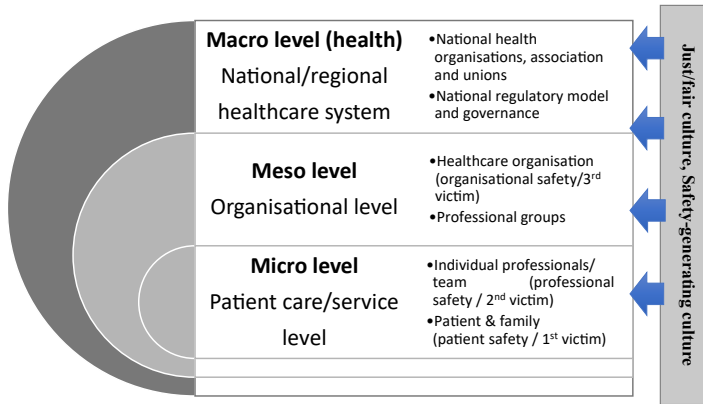 Macro level (health)
National/regional
healthcare system
•National health
organisations, association
and unions
•National regulatory model
and governance
Meso level
Organisational level
•Healthcare organisation
(organisational safety/3rd
victim)
•Professional groups
Micro level
Patient care/service
level
•Individual professionals/
team (professional
safety / 2nd victim)
•Patient & family
(patient safety / 1st victim)
Just/fair culture, Safety-generating culture